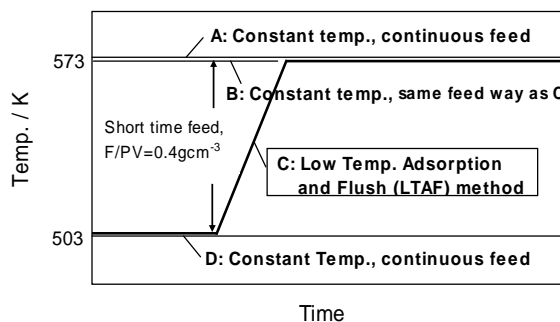 A: Constant temp., continuous feed
573
B: Constant temp., same feed way as C
Short time feed,
F/PV=0.4gcm-3
Temp. / K
C: Low Temp. Adsorption
and Flush (LTAF) method
503
D: Constant Temp., continuous feed
Time